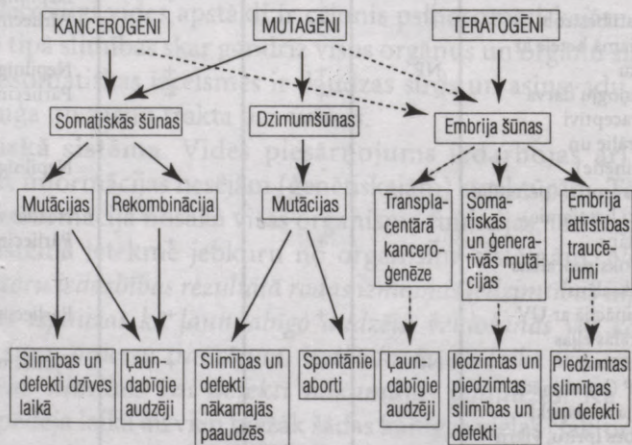 KANCEROGĒNI
MUTAGĒNI
TERATOGĒNI
Somatiskās šūnas
Dzimumšūnas
Embrija šūnas
Mutācijas
Rekombinācija
Mutācijas
Transpla-
centārā
kancero-
ģenēze
Soma-
tiskās
un ģenera-
tīvās mutā-
cijas
Embrija
attīstības
traucē-
jumi
Slimības un
defekti dzīves
laikā
Ļaun-
dabīgie
audzēji
Slimības un
defekti
nākamajās
paaudzēs
Spontānie
aborti
Ļaun-
dabīgie
audzēji
Iedzimtas un
piedzimtas
slimības un
defekti
Piedzimtas
slimības
un defekti